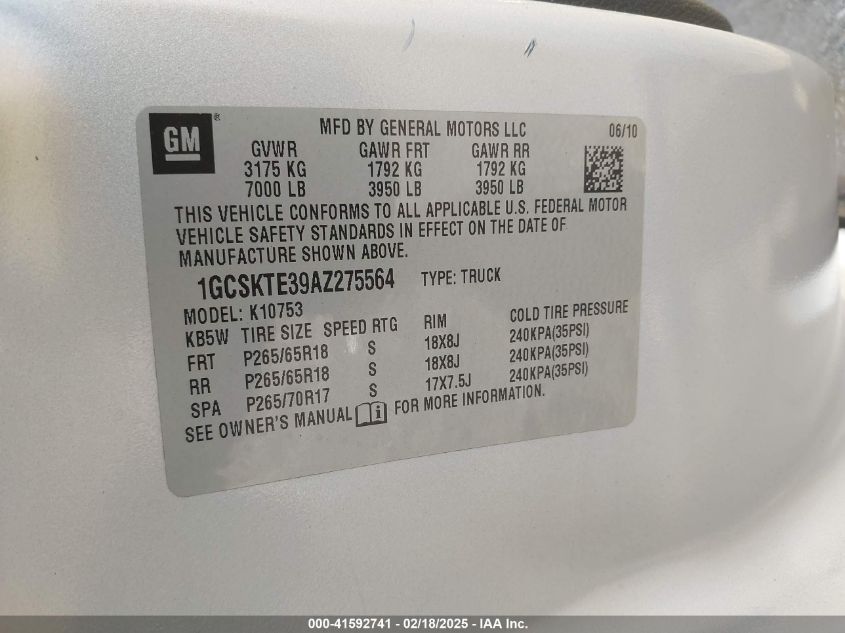 GM ®
MFD BY GENERAL MOTORS LLC 06/10
GVWR GAWR FRT GAWR RR
3175 KG 1792 KG 1792 KG
7000 LB 3950 LB 3950 LB
THIS VEHICLE CONFORMS TO ALL APPLICABLE U.S. FEDERAL MOTOR
VEHICLE SAFETY STANDARDS IN EFFECT ON THE DATE OF
MANUFACTURE SHOWN ABOVE.
1GCSKTE39AZ275564 TYPE: TRUCK
MODEL: K10753
KB5W TIRE SIZE SPEED RTG RIM COLD TIRE PRESSURE
FRT P265/65R18 S 18X8J 240KPA(35PSI)
RR P265/65R18 S 18X8J 240KPA(35PSI)
SPA P265/70R17 S 17X7.5J 240KPA(35PSI)
SEE OWNER'S MANUAL FOR MORE INFORMATION.
000-41592741 - 02/18/2025 - IAA Inc.